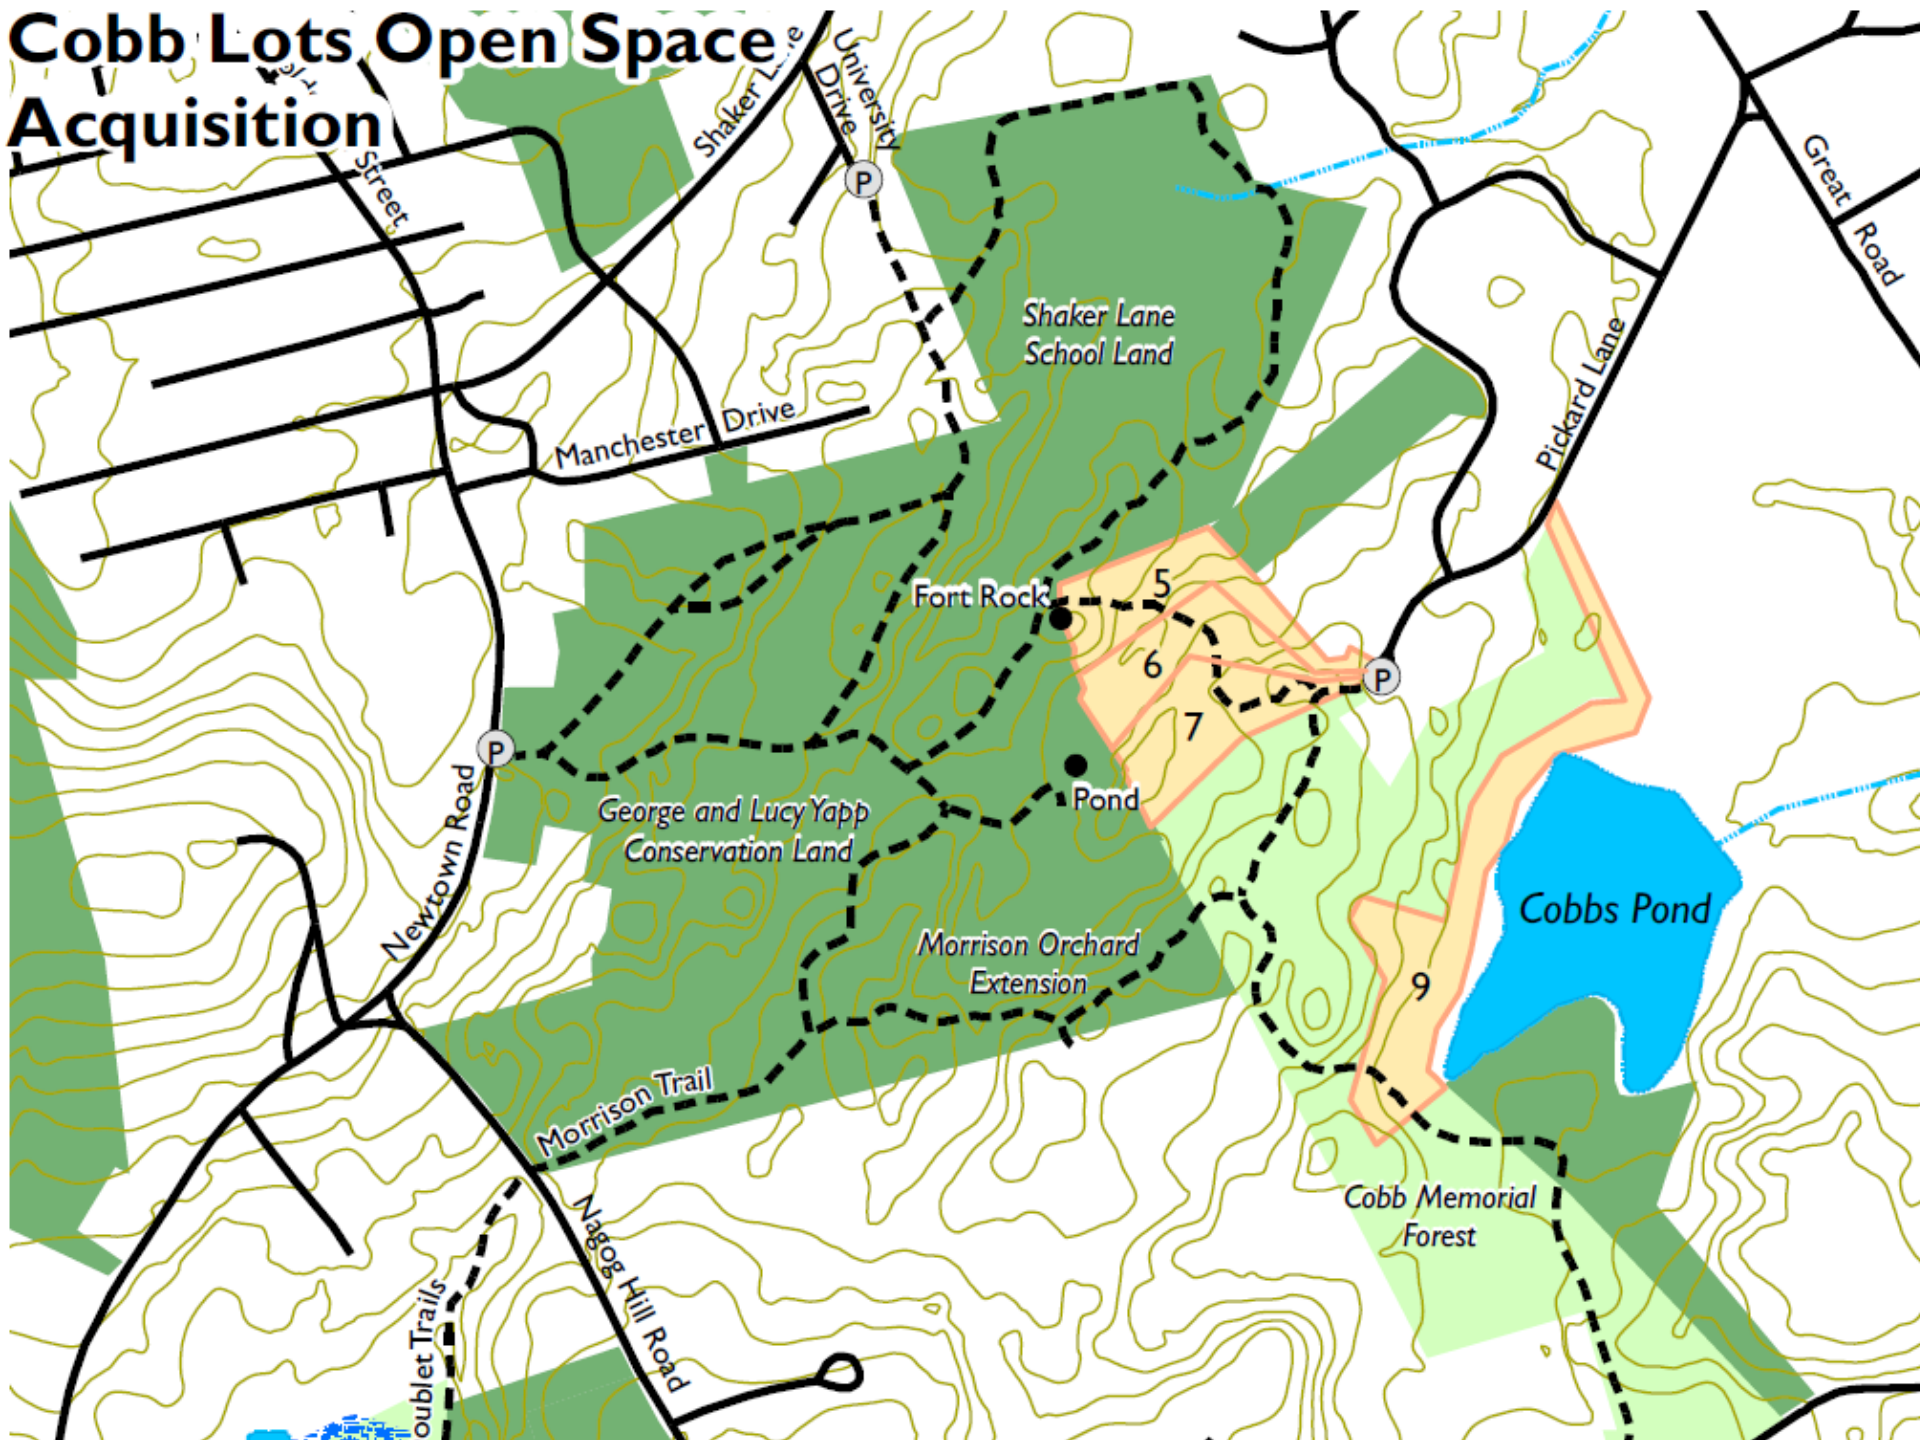 Cobb Lots Open Space
Acquisition
Street
Shaker Lane
University
Drive
P
Great
Road
Shaker Lane
School Land
Pickard Lane
Manchester Drive
Fort Rock
5
6
7
P
P
Pond
George and Lucy Yapp
Conservation Land
Newtown Road
Cobbs Pond
Morrison Orchard
Extension
9
Morrison Trail
Cobb Memorial
Forest
Nagog Hill Road
oublet Trails